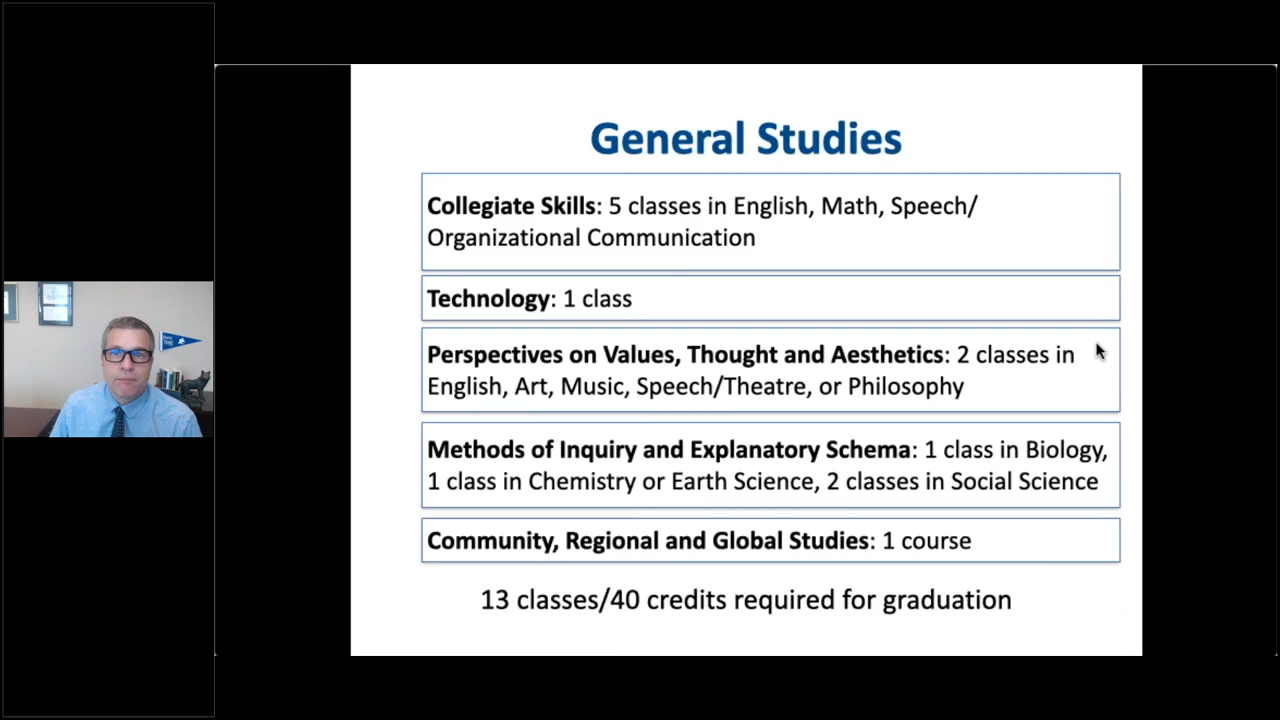 General Studies
Collegiate Skills: 5 classes in English, Math, Speech/
Organizational Communication
Technology: 1 class
Perspectives on Values, Thought and Aesthetics: 2 classes in
English, Art, Music, Speech/Theatre, or Philosophy
Methods of Inquiry and Explanatory Schema: 1 class in Biology,
1 class in Chemistry or Earth Science, 2 classes in Social Science
Community, Regional and Global Studies: 1 course
13 classes/40 credits required for graduation